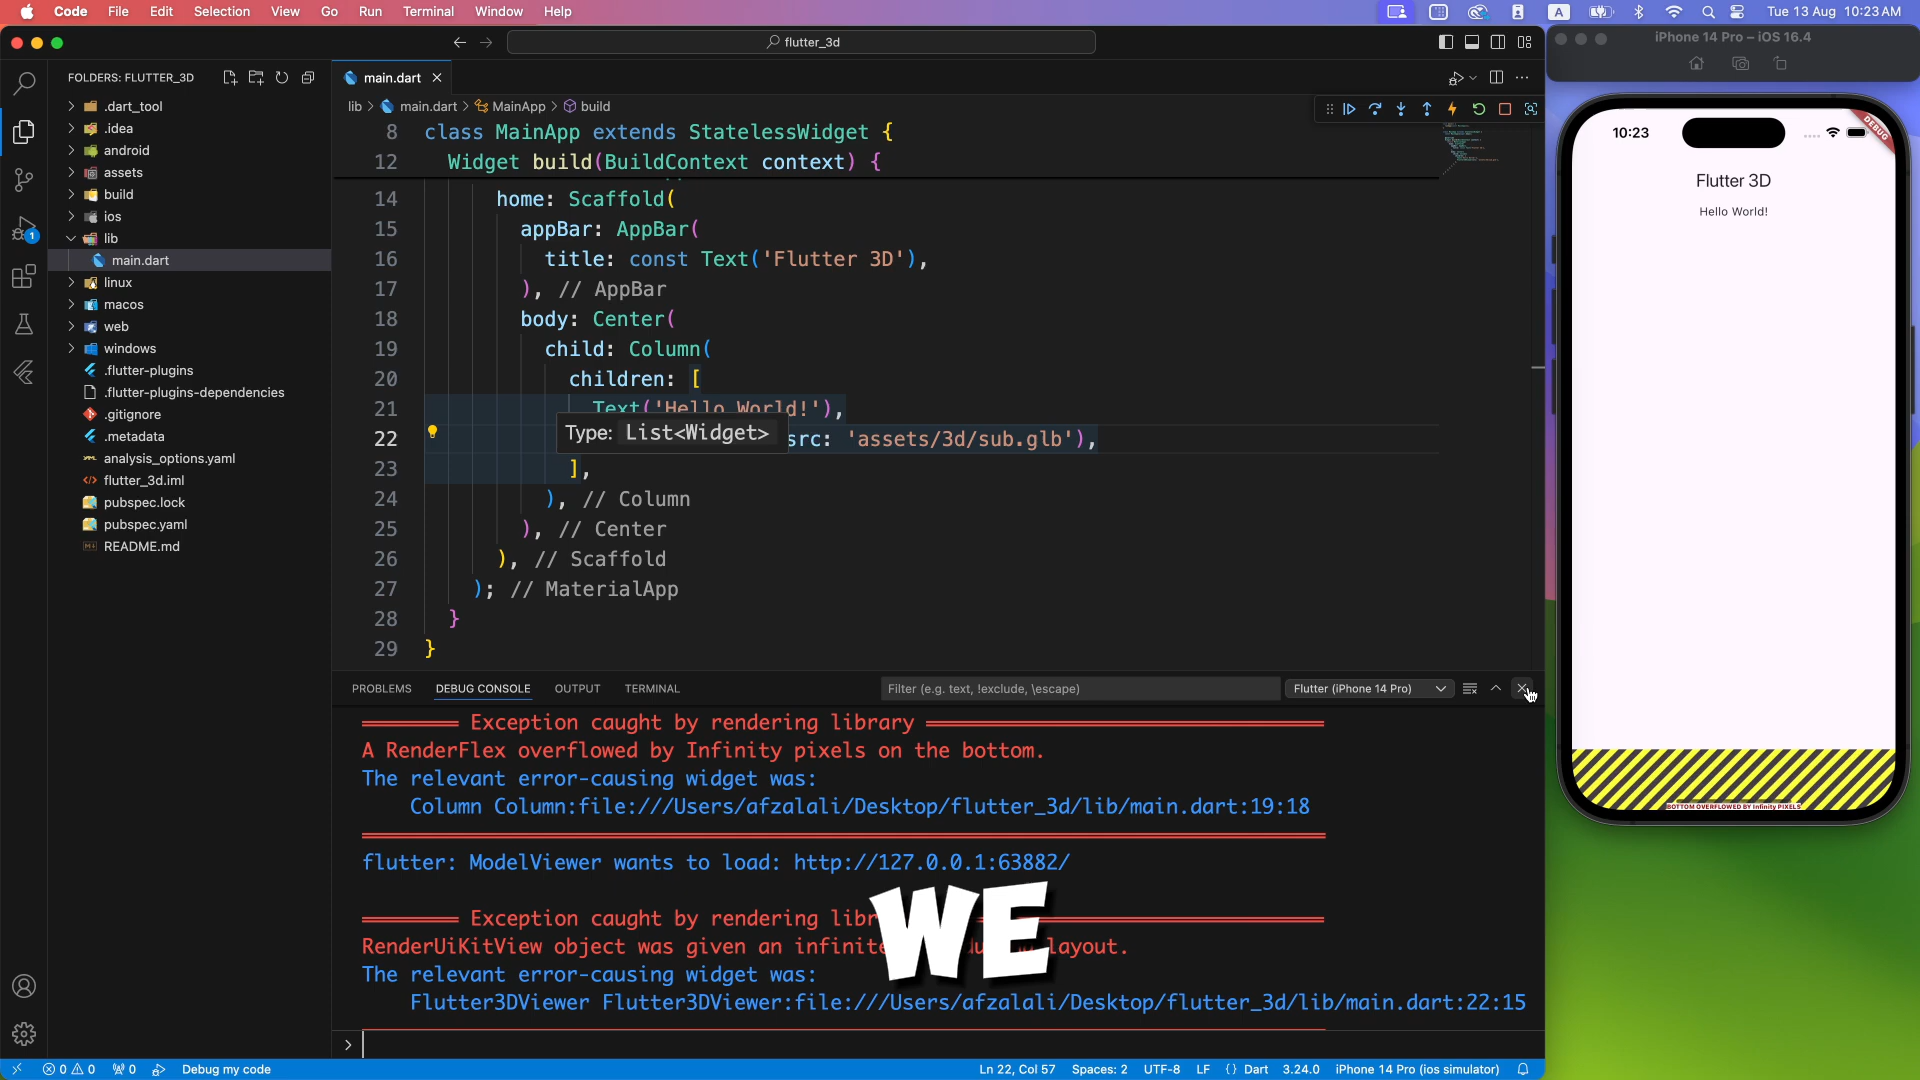 Code File Edit Selection View Go Run Terminal Window Help
A
Tue 13 Aug 10:23 AM
flutter_3d
FOLDERS: FLUTTER_3D
.dart_tool
.idea
android
assets
build
ios
1
lib
main.dart
linux
macos
web
windows
.flutter-plugins
.flutter-plugins-dependencies
.gitignore
.metadata
analysis_options.yaml
flutter_3d.iml
pubspec.lock
pubspec.yaml
README.md
main.dart
lib > main.dart > MainApp > build
8 class MainApp extends StatelessWidget {
12 Widget build(BuildContext context) {
14 home: Scaffold(
15 appBar: AppBar(
16 title: const Text('Flutter 3D'),
17 ), // AppBar
18 body: Center(
19 child: Column(
20 children: [
21 Text('Hello World!'),
22 src: 'assets/3d/sub.glb'),
Type: List<Widget>
23 ],
24 ), // Column
25 ), // Center
26 ), // Scaffold
27 ); // MaterialApp
28 }
29 }
PROBLEMS DEBUG CONSOLE OUTPUT TERMINAL
Filter (e.g. text, !exclude, \escape)
Flutter (iPhone 14 Pro)
Exception caught by rendering library
A RenderFlex overflowed by Infinity pixels on the bottom.
The relevant error-causing widget was:
Column Column:file:///Users/afzalali/Desktop/flutter_3d/lib/main.dart:19:18
flutter: ModelViewer wants to load: http://127.0.0.1:63882/
Exception caught by rendering libr
RenderUiKitView object was given an infinite du layout.
WE
The relevant error-causing widget was:
Flutter3DViewer Flutter3DViewer:file:///Users/afzalali/Desktop/flutter_3d/lib/main.dart:22:15
>
0 0 0 Debug my code
Ln 22, Col 57 Spaces: 2 UTF-8 LF {} Dart 3.24.0 iPhone 14 Pro (ios simulator)
iPhone 14 Pro – iOS 16.4
10:23
DEBUG
Flutter 3D
Hello World!
BOTTOM OVERFLOWED BY Infinity PIXELS